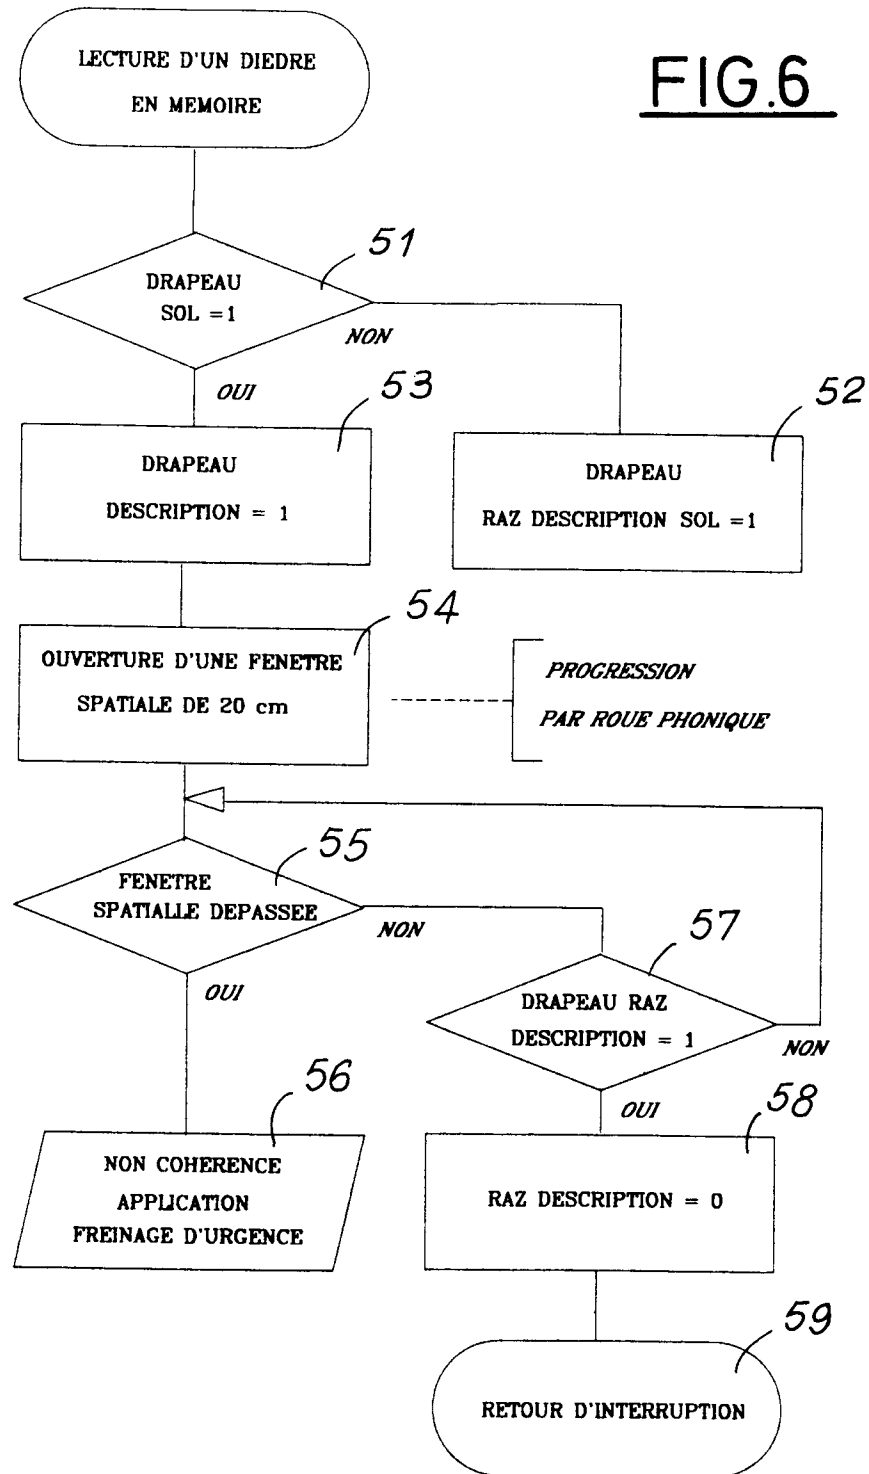 LECTURE D'UN DIEDRE
EN MEMOIRE
FIG.6
51
DRAPEAU
SOL =1
NON
OUI
53
52
DRAPEAU
DESCRIPTION = 1
DRAPEAU
RAZ DESCRIPTION SOL =1
54
OUVERTURE D'UNE FENETRE
SPATIALE DE 20 cm
PROGRESSION
PAR ROUE PHONIQUE
55
FENETRE
SPATIALLE DEPASSEE
NON
OUI
57
DRAPEAU RAZ
DESCRIPTION = 1
NON
OUI
56
NON COHERENCE
APPLICATION
FREINAGE D'URGENCE
58
RAZ DESCRIPTION = 0
59
RETOUR D'INTERRUPTION